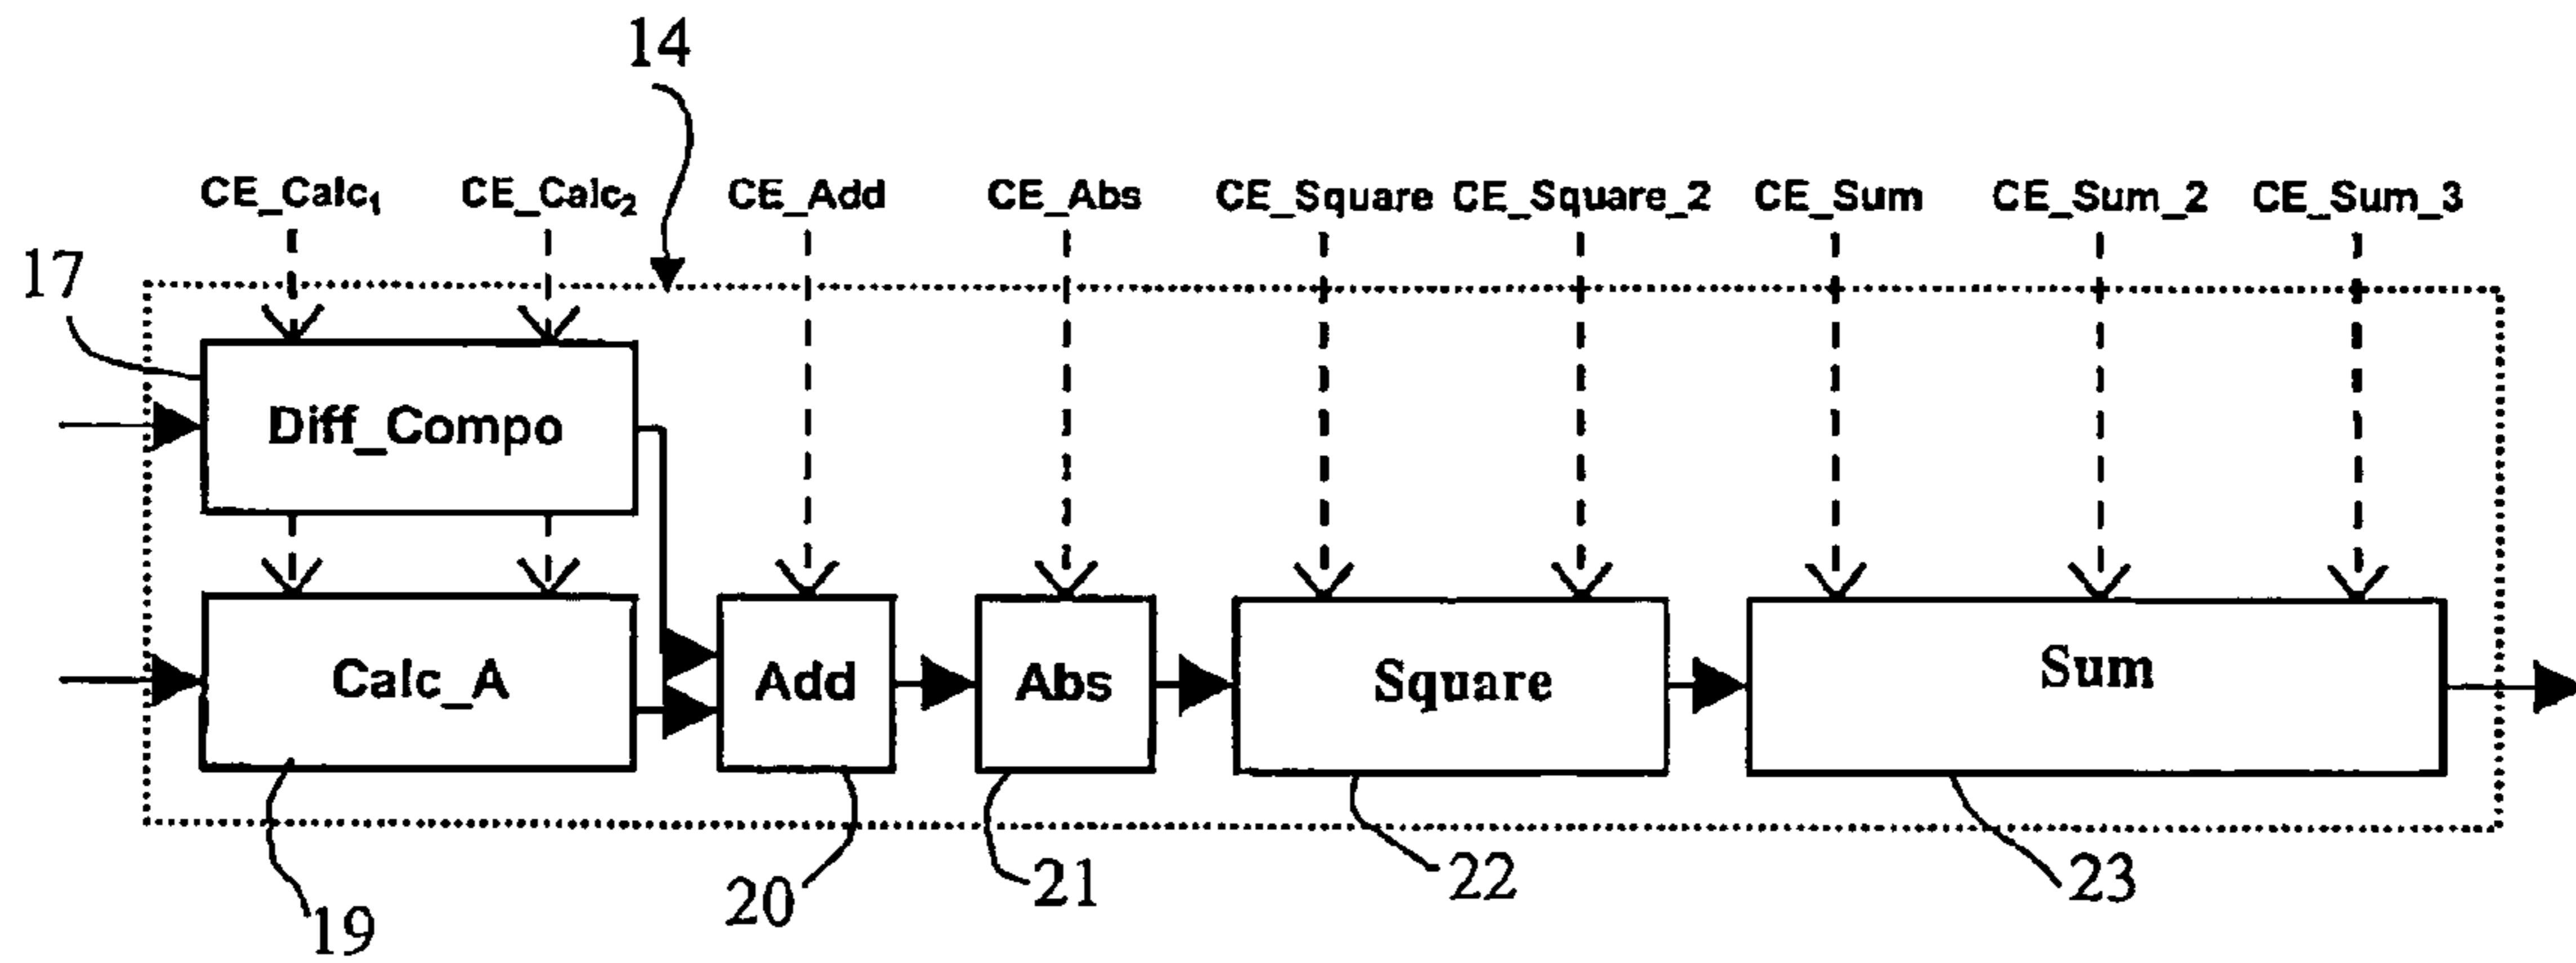 14
CE_Calc₁ CE_Calc₂ CE_Add CE_Abs CE_Square CE_Square_2 CE_Sum CE_Sum_2 CE_Sum_3
17
Diff_Compo
Calc_A Add Abs Square Sum
19 20 21 22 23